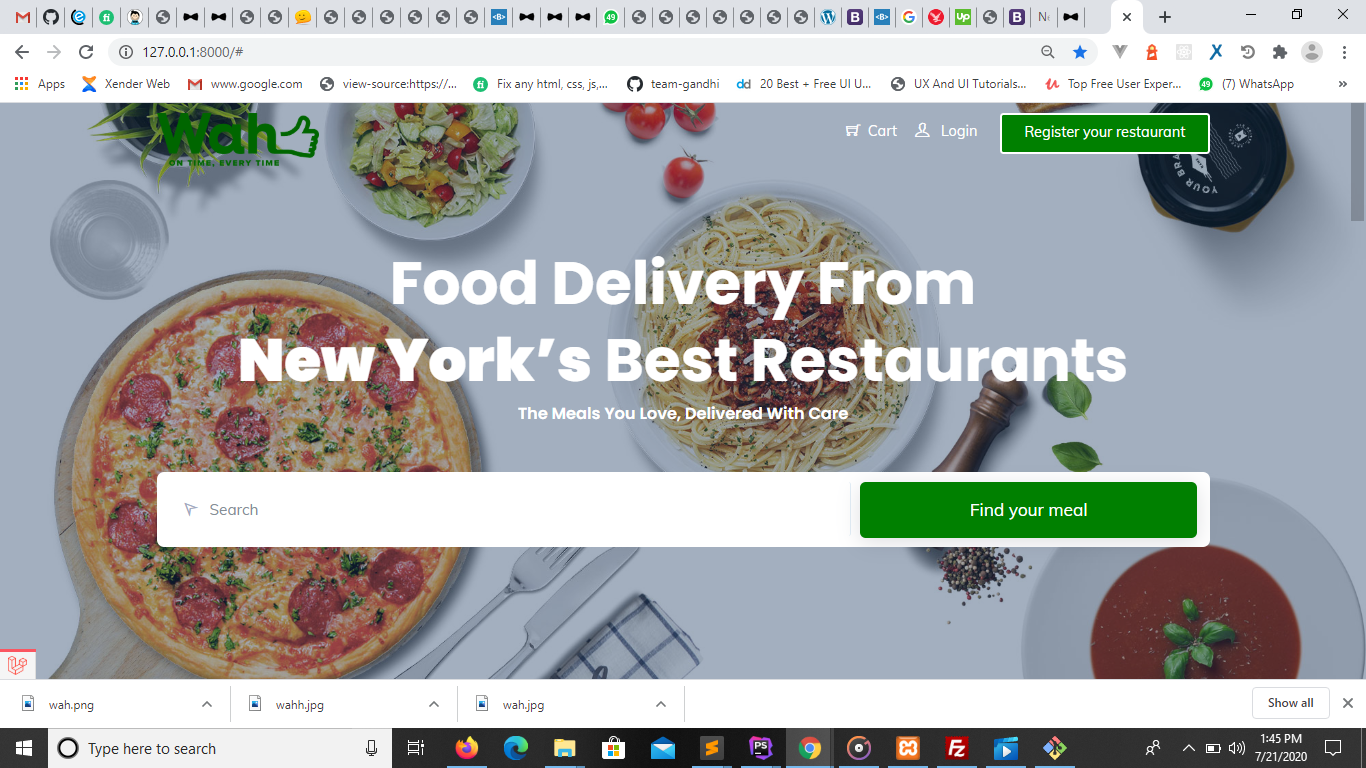 127.0.0.1:8000/#
Apps
Xender Web
www.google.com
view-source:https://...
Fix any html, css, js,...
team-gandhi
20 Best + Free UI U...
UX And UI Tutorials...
Top Free User Exper...
(7) WhatsApp
Wah
ON TIME, EVERY TIME
Cart
Login
Register your restaurant
YOUR BRA
Food Delivery From
New York's Best Restaurants
The Meals You Love, Delivered With Care
Search
Find your meal
wah.png
wahh.jpg
wah.jpg
Show all
Type here to search
1:45 PM
7/21/2020